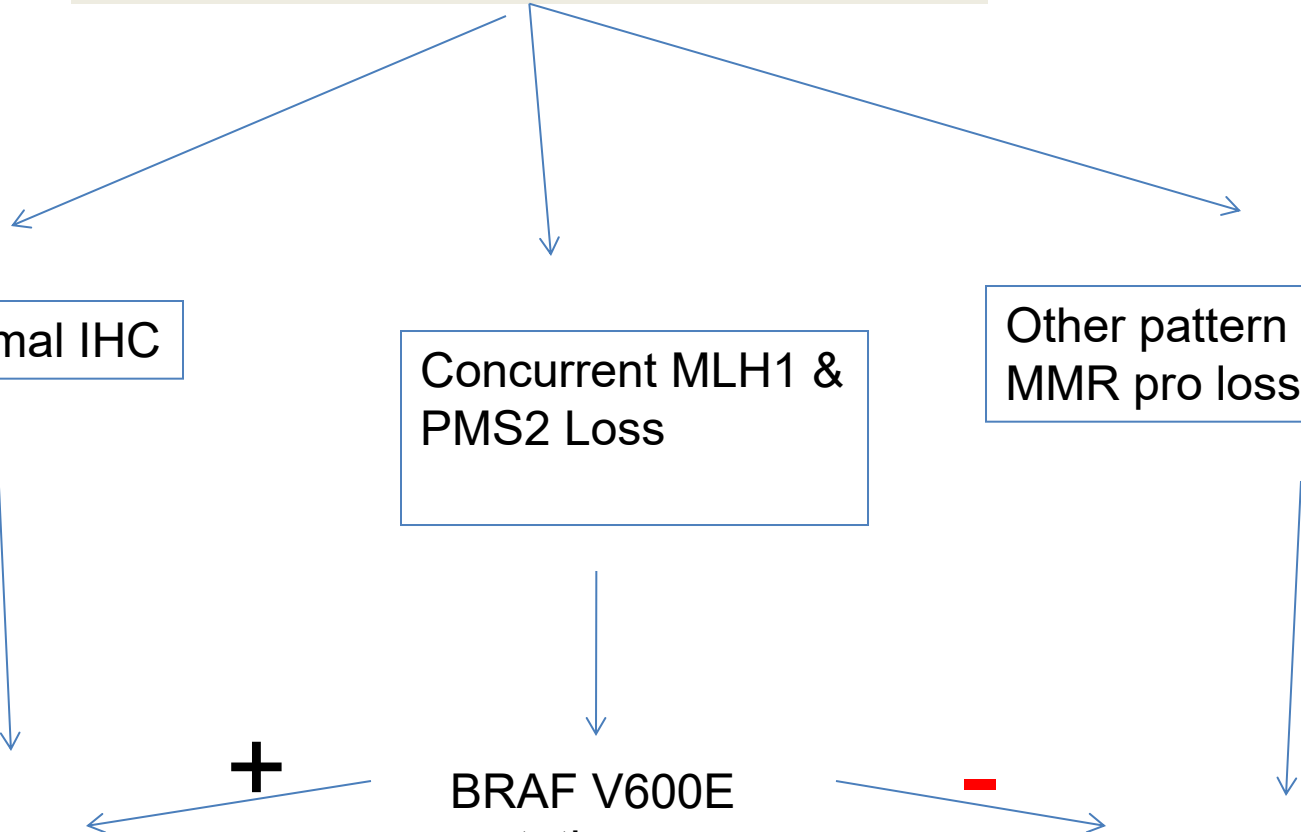 mal IHC
Concurrent MLH1 &
PMS2 Loss
Other pattern
MMR pro loss
+
-
BRAF V600E